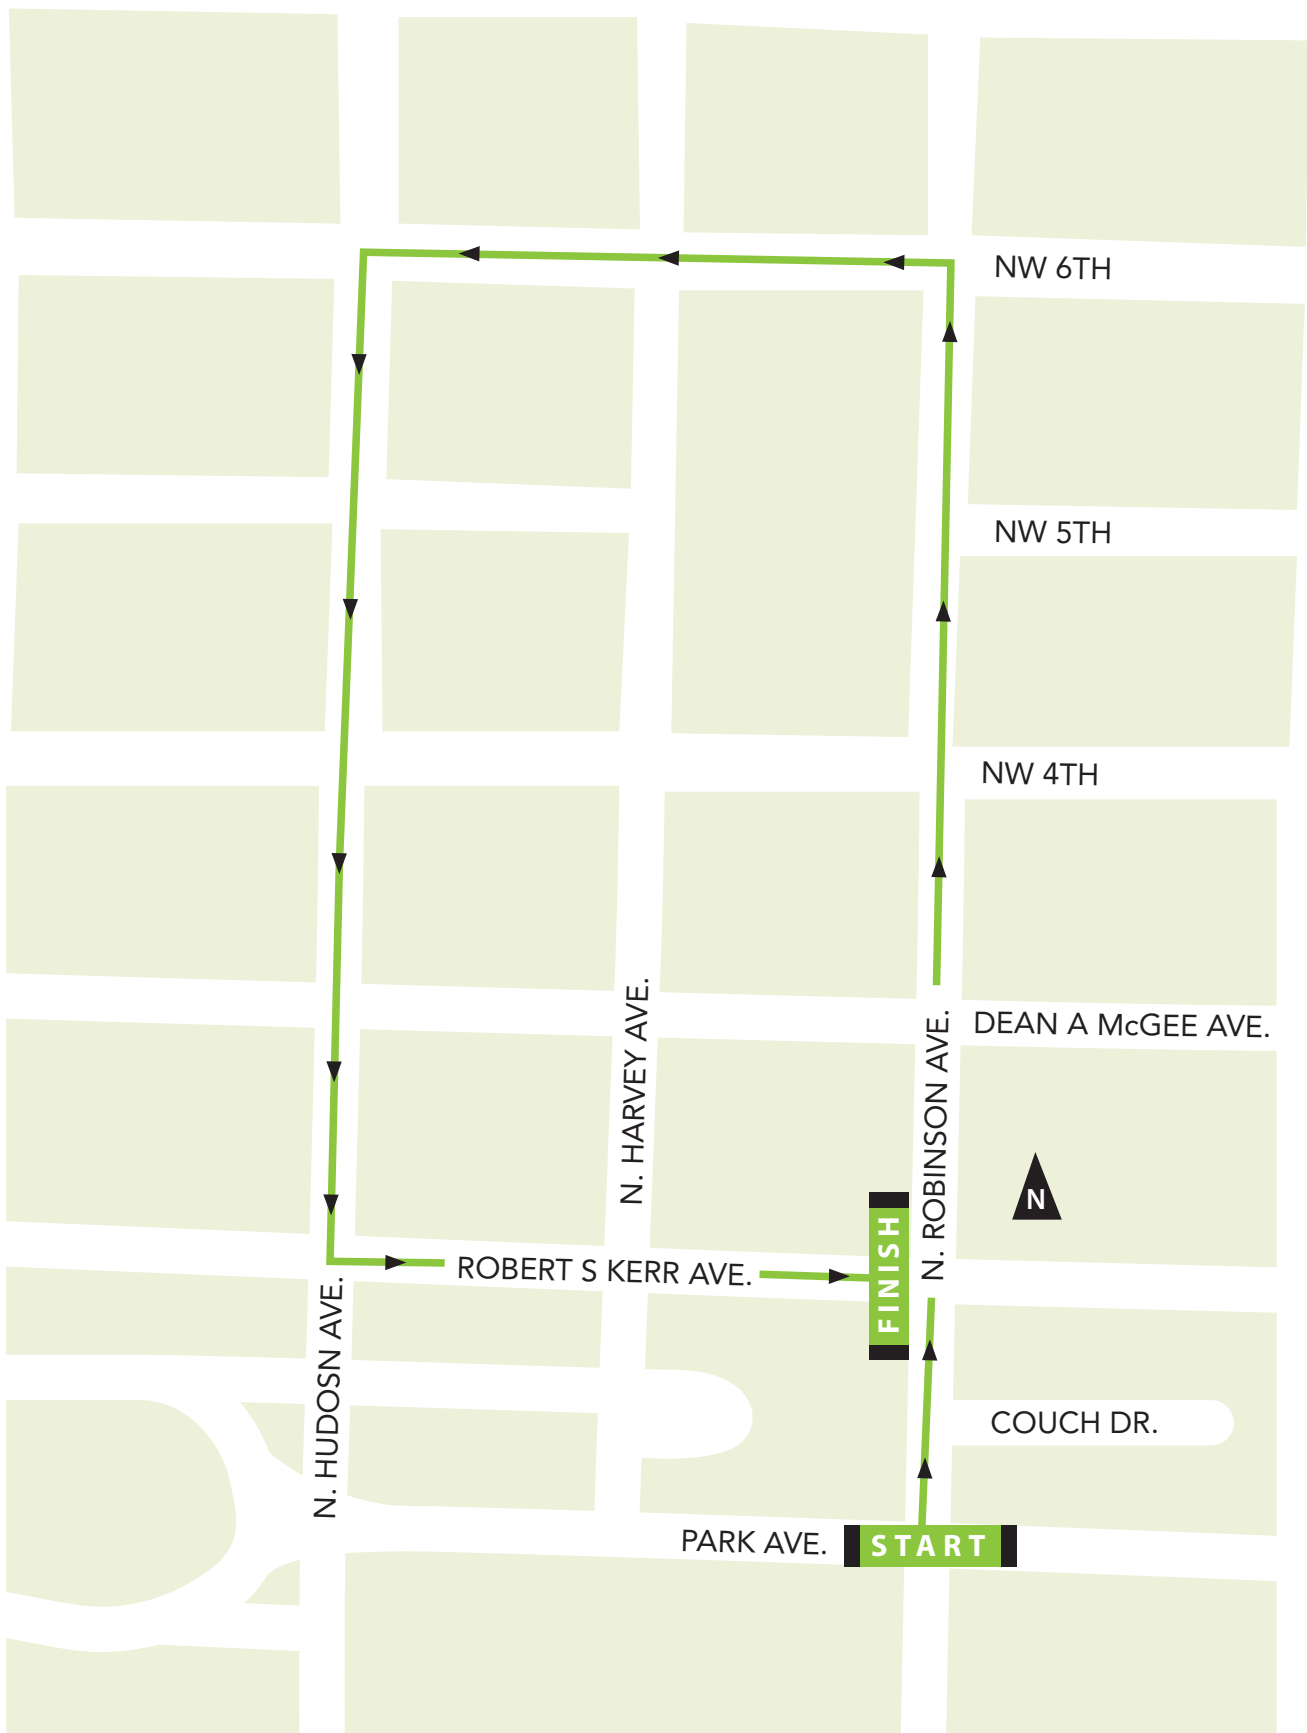 NW 6TH
NW 5TH
NW 4TH
N. HARVEY AVE.
DEAN A McGEE AVE.
N. ROBINSON AVE.
N
FINISH
ROBERT S KERR AVE.
N. HUDOSN AVE.
COUCH DR.
PARK AVE.
START